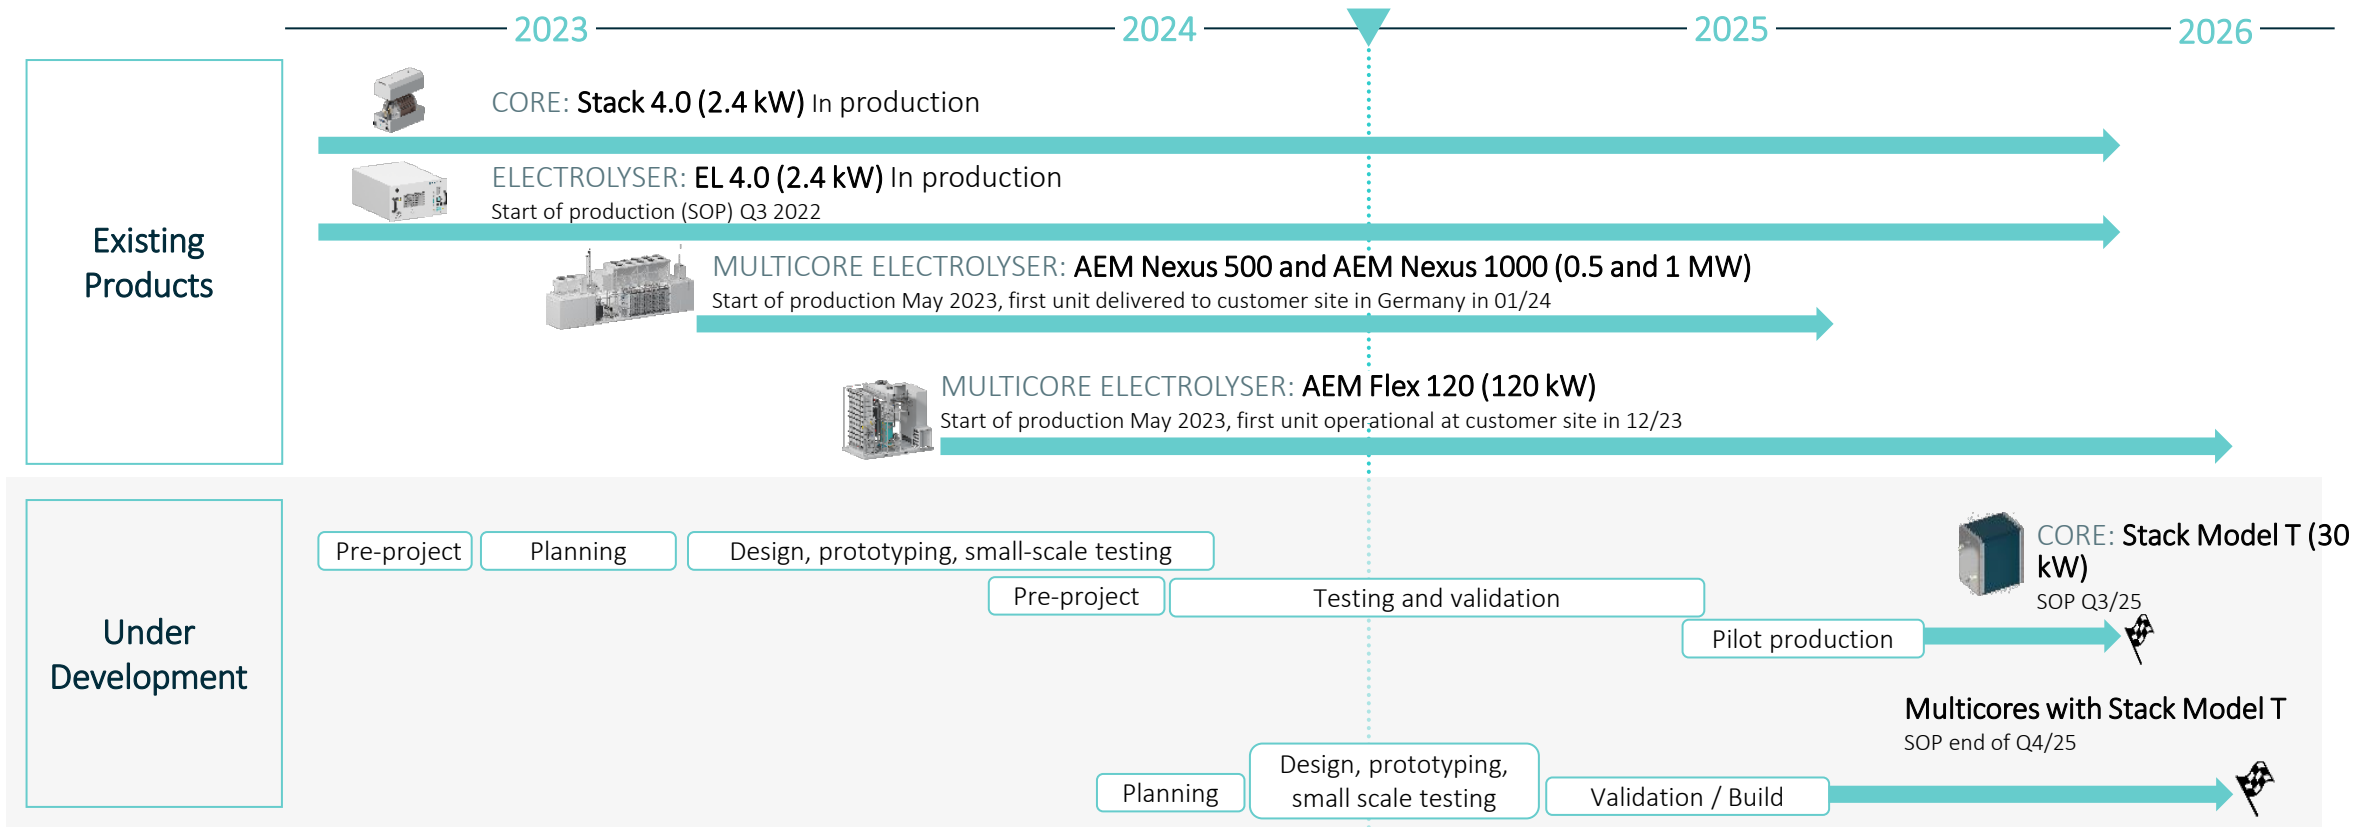 2023
2024
2025
2026
Existing
Products
CORE: Stack 4.0 (2.4 kW) In production
ELECTROLYSER: EL 4.0 (2.4 kW) In production
Start of production (SOP) Q3 2022
MULTICORE ELECTROLYSER: AEM Nexus 500 and AEM Nexus 1000 (0.5 and 1 MW)
Start of production May 2023, first unit delivered to customer site in Germany in 01/24
MULTICORE ELECTROLYSER: AEM Flex 120 (120 kW)
Start of production May 2023, first unit operational at customer site in 12/23
Under
Development
Pre-project
Planning
Design, prototyping, small-scale testing
Pre-project
Testing and validation
Pilot production
CORE: Stack Model T (30
kW)
SOP Q3/25
Multicores with Stack Model T
SOP end of Q4/25
Planning
Design, prototyping,
small scale testing
Validation / Build